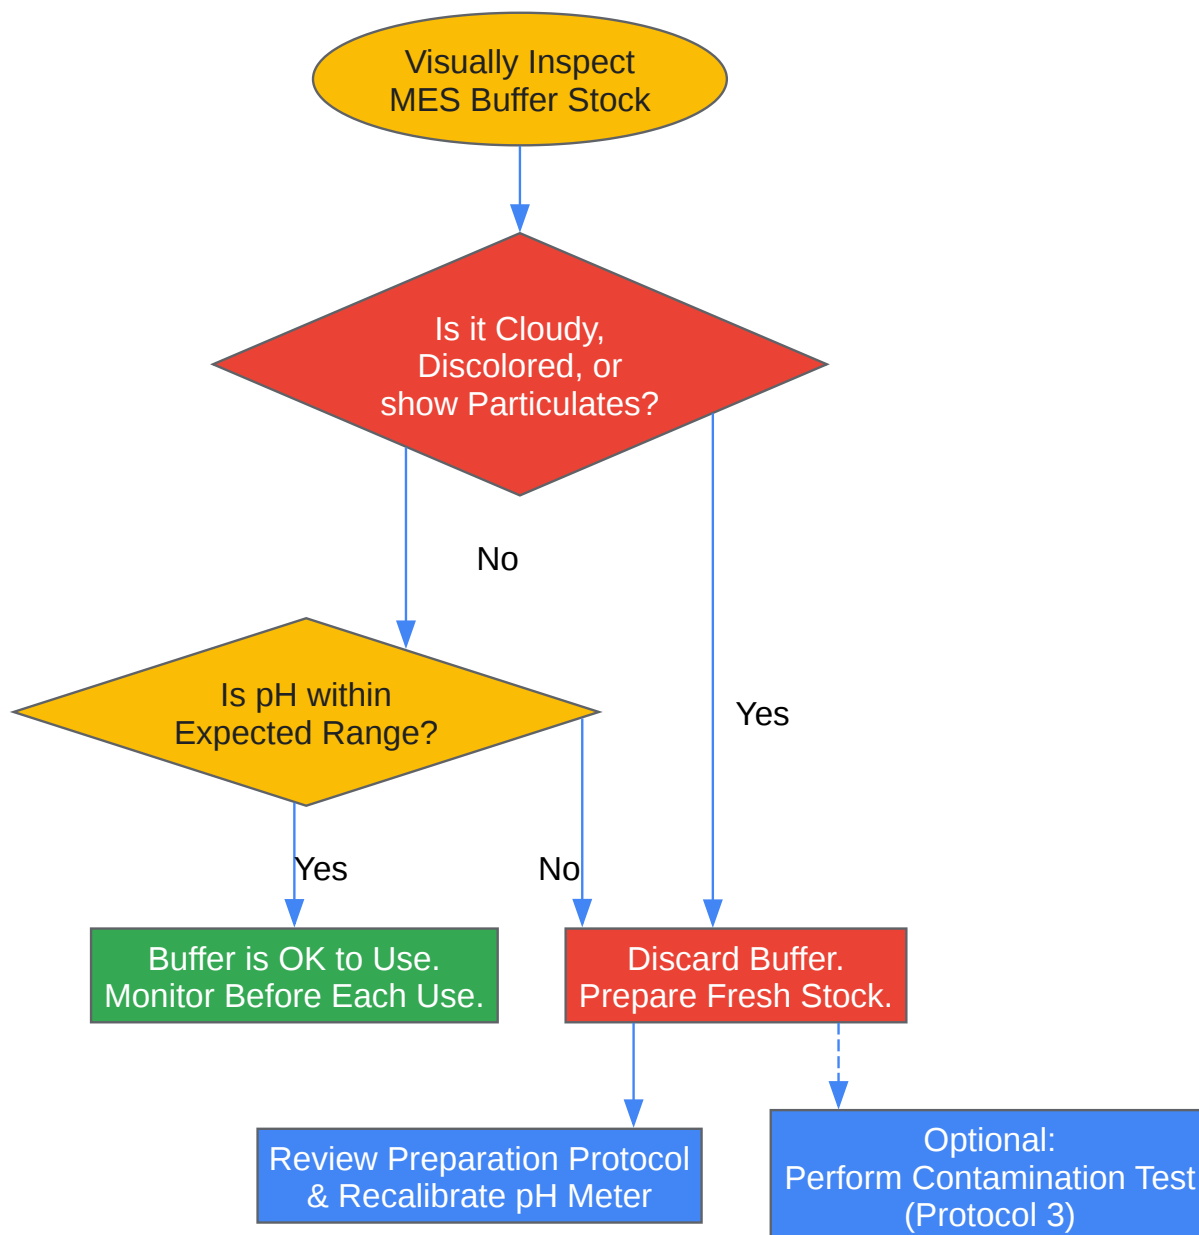 Visually Inspect
MES Buffer Stock
Is it Cloudy,
Discolored, or
show Particulates?
No
Is pH within
Expected Range?
Yes
Yes
No
Buffer is OK to Use.
Monitor Before Each Use.
Discard Buffer.
Prepare Fresh Stock.
Review Preparation Protocol
& Recalibrate pH Meter
Optional:
Perform Contamination Test
(Protocol 3)